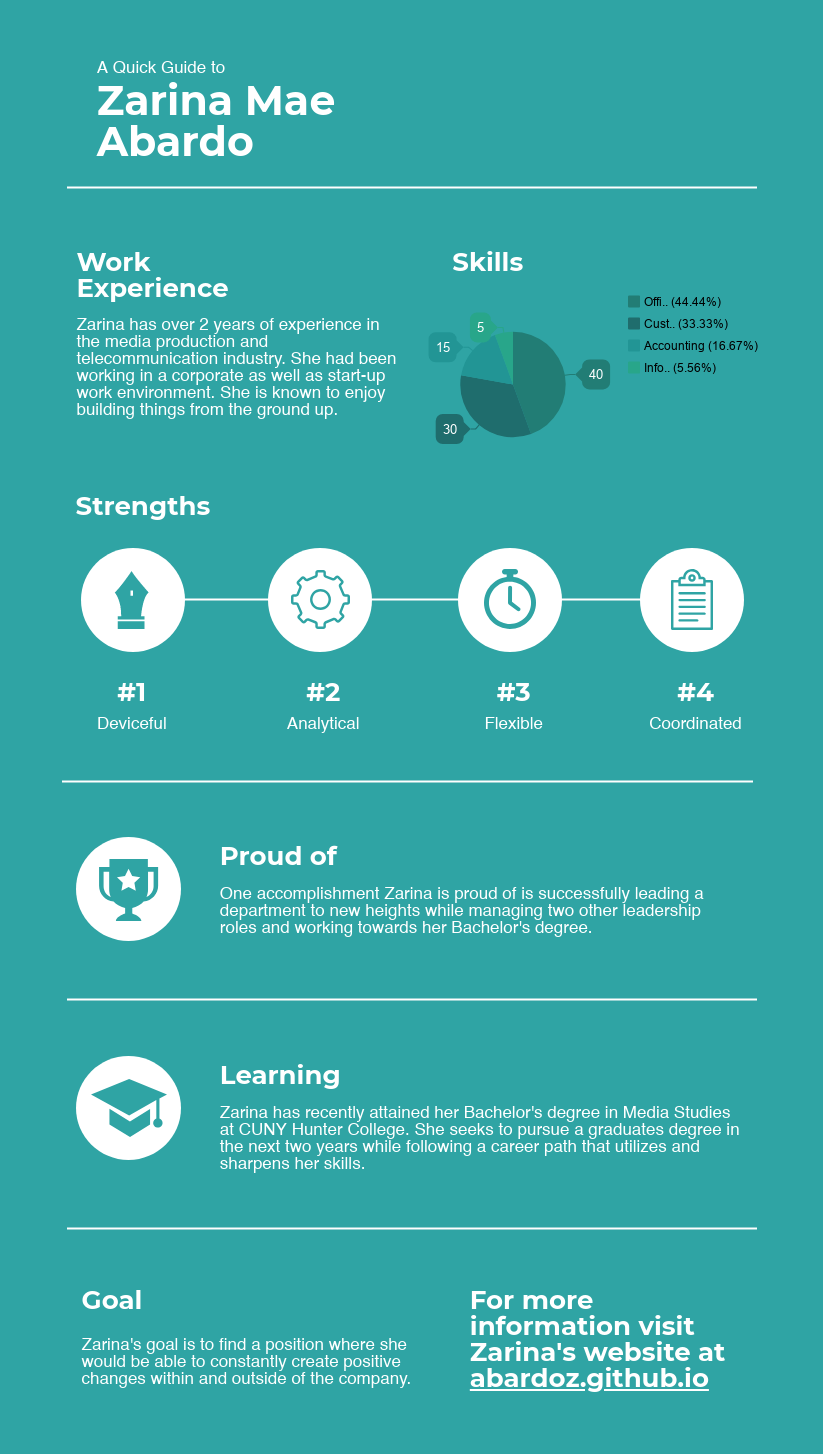 A Quick Guide to
Zarina Mae
Abardo
Work
Experience
Zarina has over 2 years of experience in
the media production and
telecommunication industry. She had been
working in a corporate as well as start-up
work environment. She is known to enjoy
building things from the ground up.
Skills
5
15
40
30
Offi.. (44.44%)
Cust.. (33.33%)
Accounting (16.67%)
Info.. (5.56%)
Strengths
#1
Deviceful
#2
Analytical
#3
Flexible
#4
Coordinated
Proud of
One accomplishment Zarina is proud of is successfully leading a
department to new heights while managing two other leadership
roles and working towards her Bachelor's degree.
Learning
Zarina has recently attained her Bachelor's degree in Media Studies
at CUNY Hunter College. She seeks to pursue a graduates degree in
the next two years while following a career path that utilizes and
sharpens her skills.
Goal
Zarina's goal is to find a position where she
would be able to constantly create positive
changes within and outside of the company.
For more
information visit
Zarina's website at
abardoz.github.io